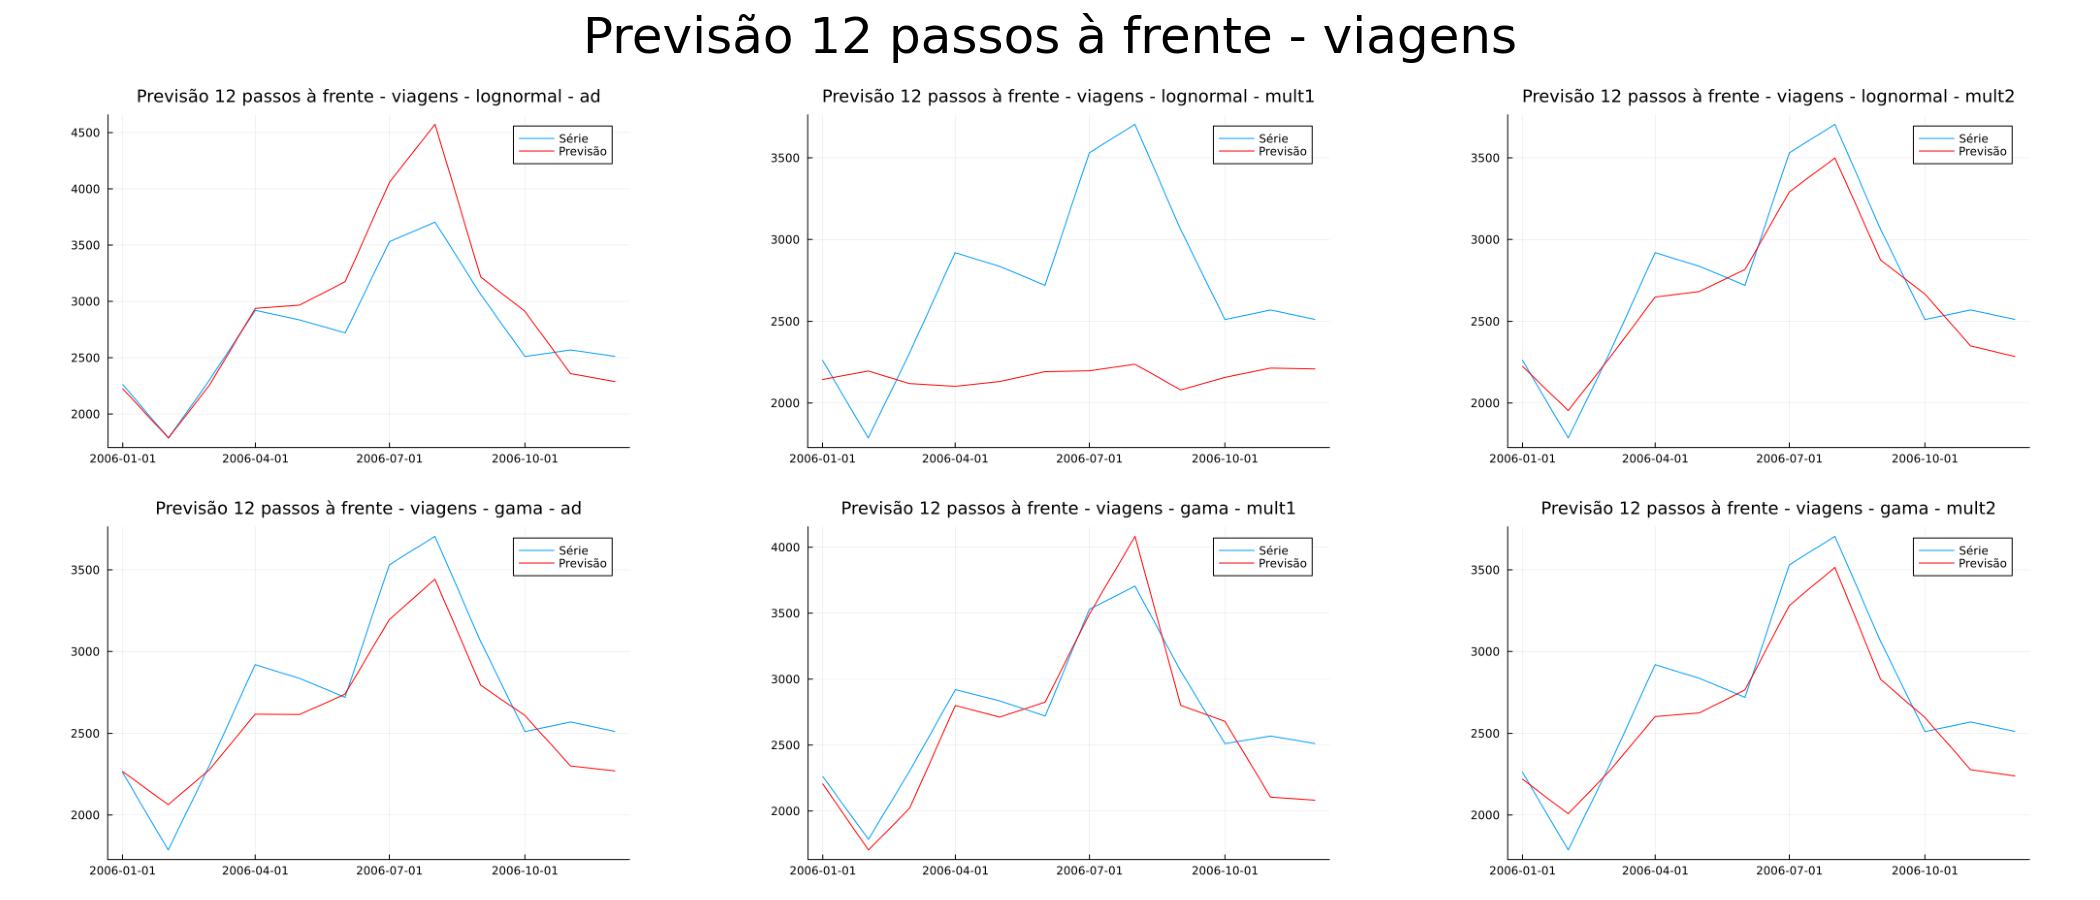 Previsão 12 passos à frente - viagens
Previsão 12 passos à frente - viagens - lognormal - ad
4500
4000
3500
3000
2500
2000
Série
Previsão
2006-01-01 2006-04-01 2006-07-01 2006-10-01
Previsão 12 passos à frente - viagens - lognormal - mult1
3500
3000
2500
2000
Série
Previsão
2006-01-01 2006-04-01 2006-07-01 2006-10-01
Previsão 12 passos à frente - viagens - lognormal - mult2
3500
3000
2500
2000
Série
Previsão
2006-01-01 2006-04-01 2006-07-01 2006-10-01
Previsão 12 passos à frente - viagens - gama - ad
3500
3000
2500
2000
Série
Previsão
2006-01-01 2006-04-01 2006-07-01 2006-10-01
Previsão 12 passos à frente - viagens - gama - mult1
4000
3500
3000
2500
2000
Série
Previsão
2006-01-01 2006-04-01 2006-07-01 2006-10-01
Previsão 12 passos à frente - viagens - gama - mult2
3500
3000
2500
2000
Série
Previsão
2006-01-01 2006-04-01 2006-07-01 2006-10-01